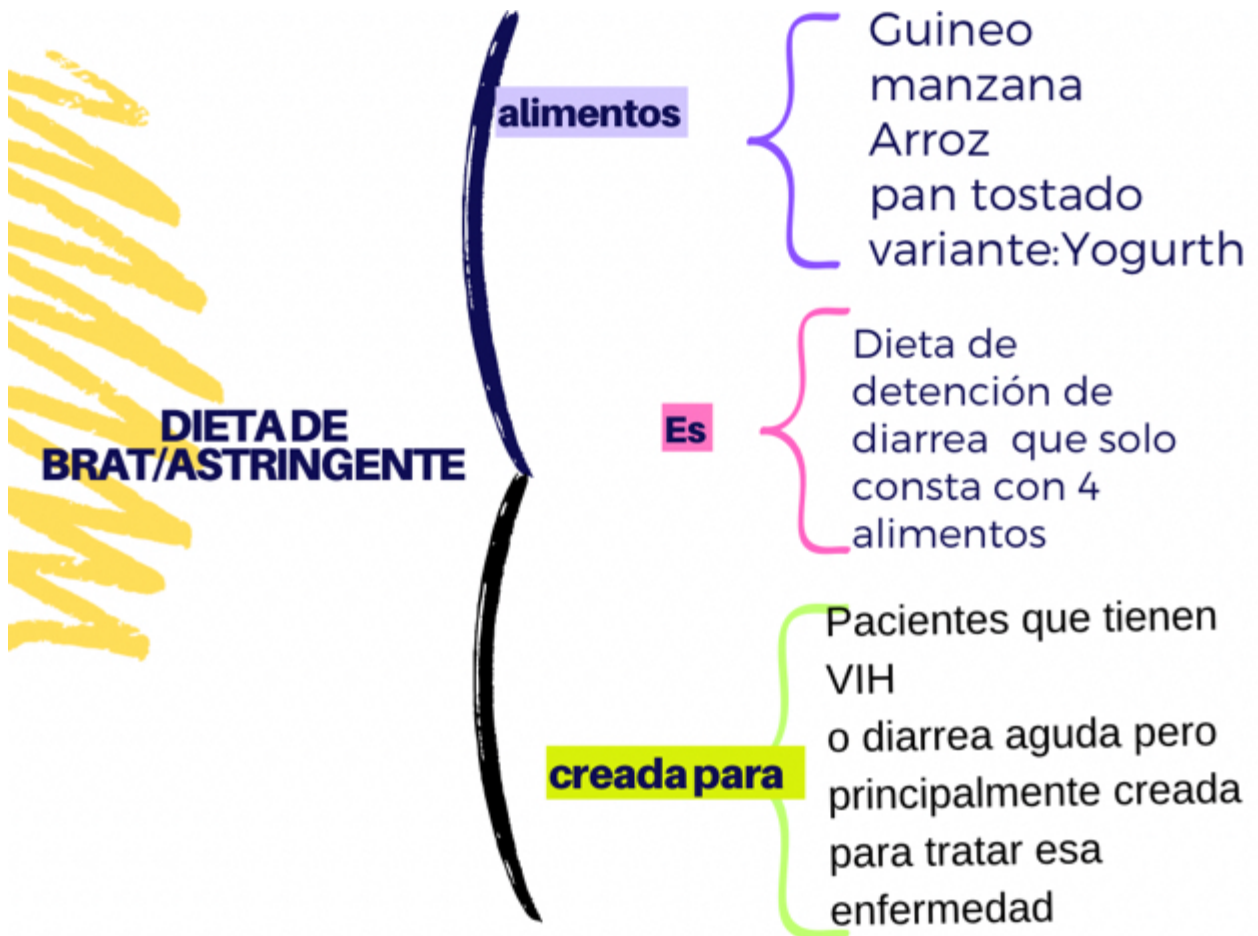 DIETA DE
BRAT/ASTRINGENTE
alimentos
Guineo
manzana
Arroz
pan tostado
variante:Yogurth
Es
Dieta de
detención de
diarrea que solo
consta con 4
alimentos
creada para
Pacientes que tienen
VIH
o diarrea aguda pero
principalmente creada
para tratar esa
enfermedad